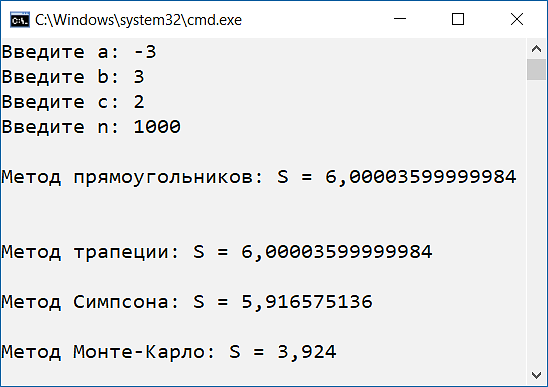 C:\Windows\system32\cmd.exe
Введите a: -3
Введите b: 3
Введите c: 2
Введите n: 1000
Метод прямоугольников: S = 6,00003599999984
Метод трапеции: S = 6,00003599999984
Метод Симпсона: S = 5,916575136
Метод Монте-Карло: S = 3,924